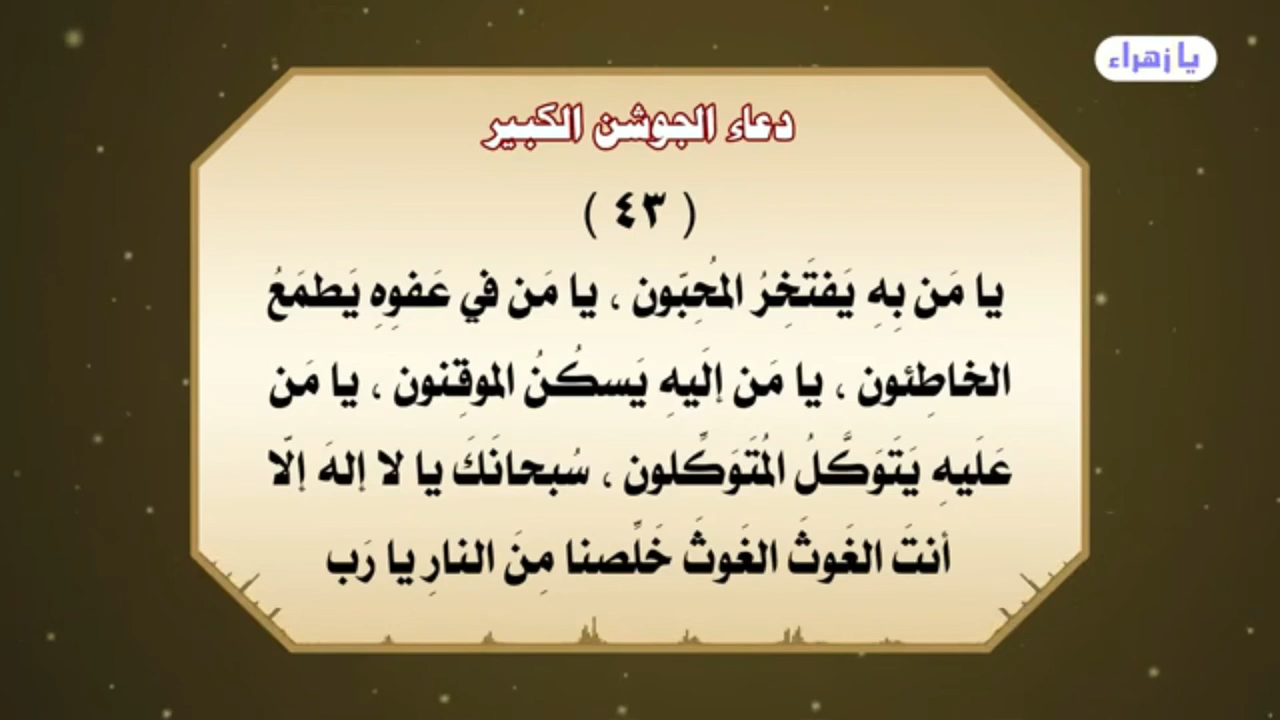 يا زهراء
دعاء الجوشن الكبير
( ٤٣ )
يا مَن بِهِ يَفتَخِرُ المُحِبّون ، يا مَن في عَفوِهِ يَطمَعُ
الخاطِئون ، يا مَن إلَيهِ يَسكُنُ الموقِنون ، يا مَن
عَلَيهِ يَتَوَكَّلُ المُتَوَكِّلون ، سُبحانَكَ يا لا إلهَ إلّا
أنتَ الغَوثَ الغَوثَ خَلِّصنا مِنَ النارِ يا رَب